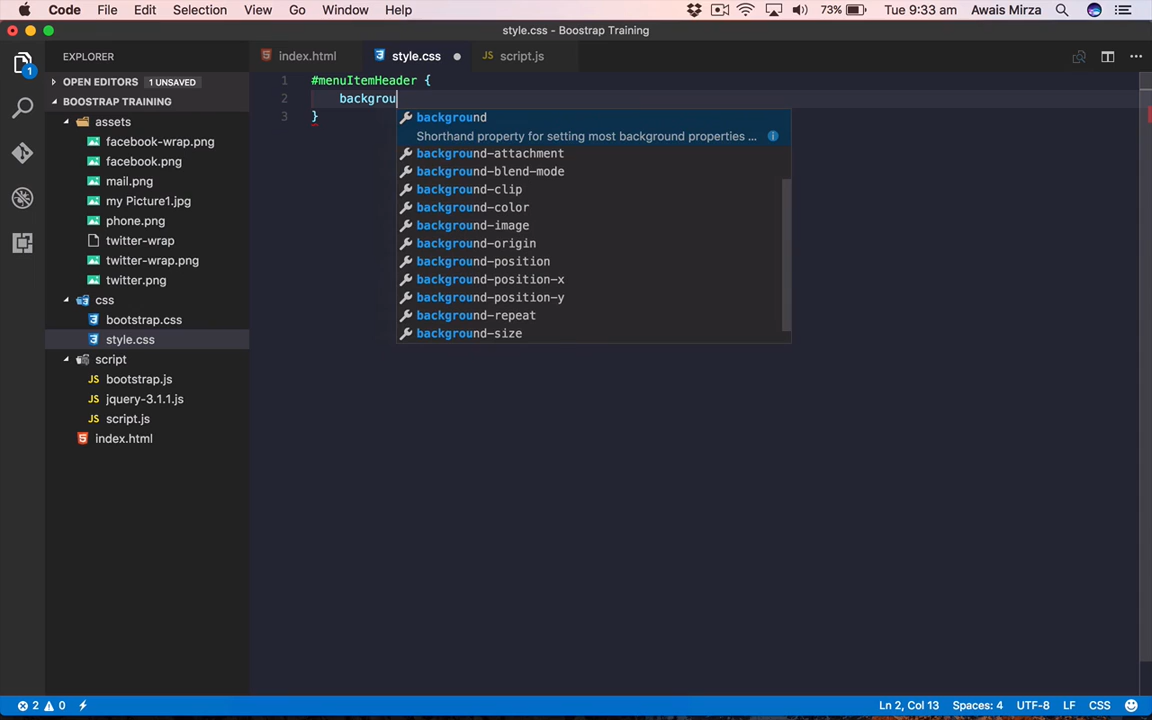 Code File Edit Selection View Go Window Help 73% Tue 9:33 am Awais Mirza
style.css - Boostrap Training
EXPLORER
index.html style.css script.js
OPEN EDITORS 1 UNSAVED
BOOSTRAP TRAINING
assets
facebook-wrap.png
facebook.png
mail.png
my Picture1.jpg
phone.png
twitter-wrap
twitter-wrap.png
twitter.png
css
bootstrap.css
style.css
script
bootstrap.js
jquery-3.1.1.js
script.js
index.html
1
1 #menuItemHeader {
2 backgrou
3 }
background
Shorthand property for setting most background properties ...
background-attachment
background-blend-mode
background-clip
background-color
background-image
background-origin
background-position
background-position-x
background-position-y
background-repeat
background-size
2 0 Ln 2, Col 13 Spaces: 4 UTF-8 LF CSS